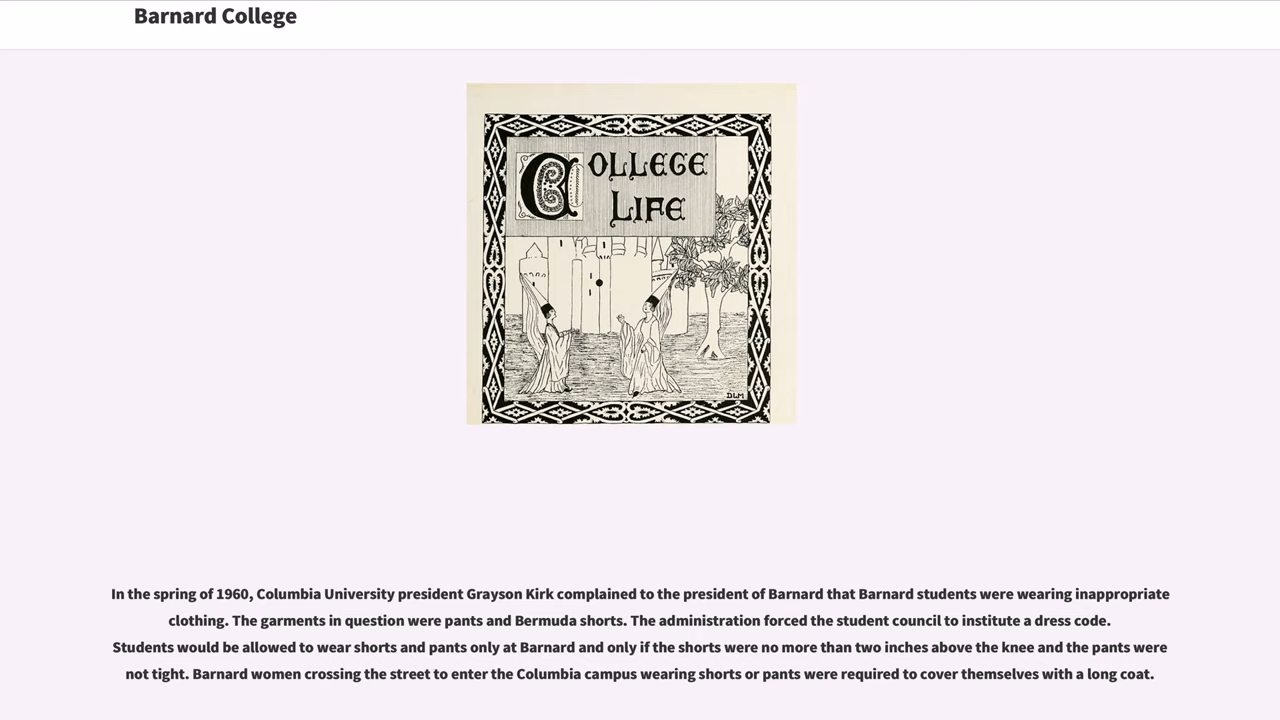 Barnard College
COLLEGE
LIFE
DLM
In the spring of 1960, Columbia University president Grayson Kirk complained to the president of Barnard that Barnard students were wearing inappropriate
clothing. The garments in question were pants and Bermuda shorts. The administration forced the student council to institute a dress code.
Students would be allowed to wear shorts and pants only at Barnard and only if the shorts were no more than two inches above the knee and the pants were
not tight. Barnard women crossing the street to enter the Columbia campus wearing shorts or pants were required to cover themselves with a long coat.